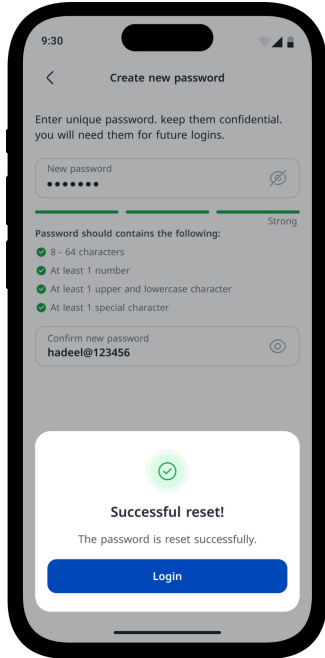 9:30
Create new password
Enter unique password. keep them confidential.
you will need them for future logins.
New password
•••••••
Strong
Password should contains the following:
8 - 64 characters
At least 1 number
At least 1 upper and lowercase character
At least 1 special character
Confirm new password
hadeel@123456
Successful reset!
The password is reset successfully.
Login